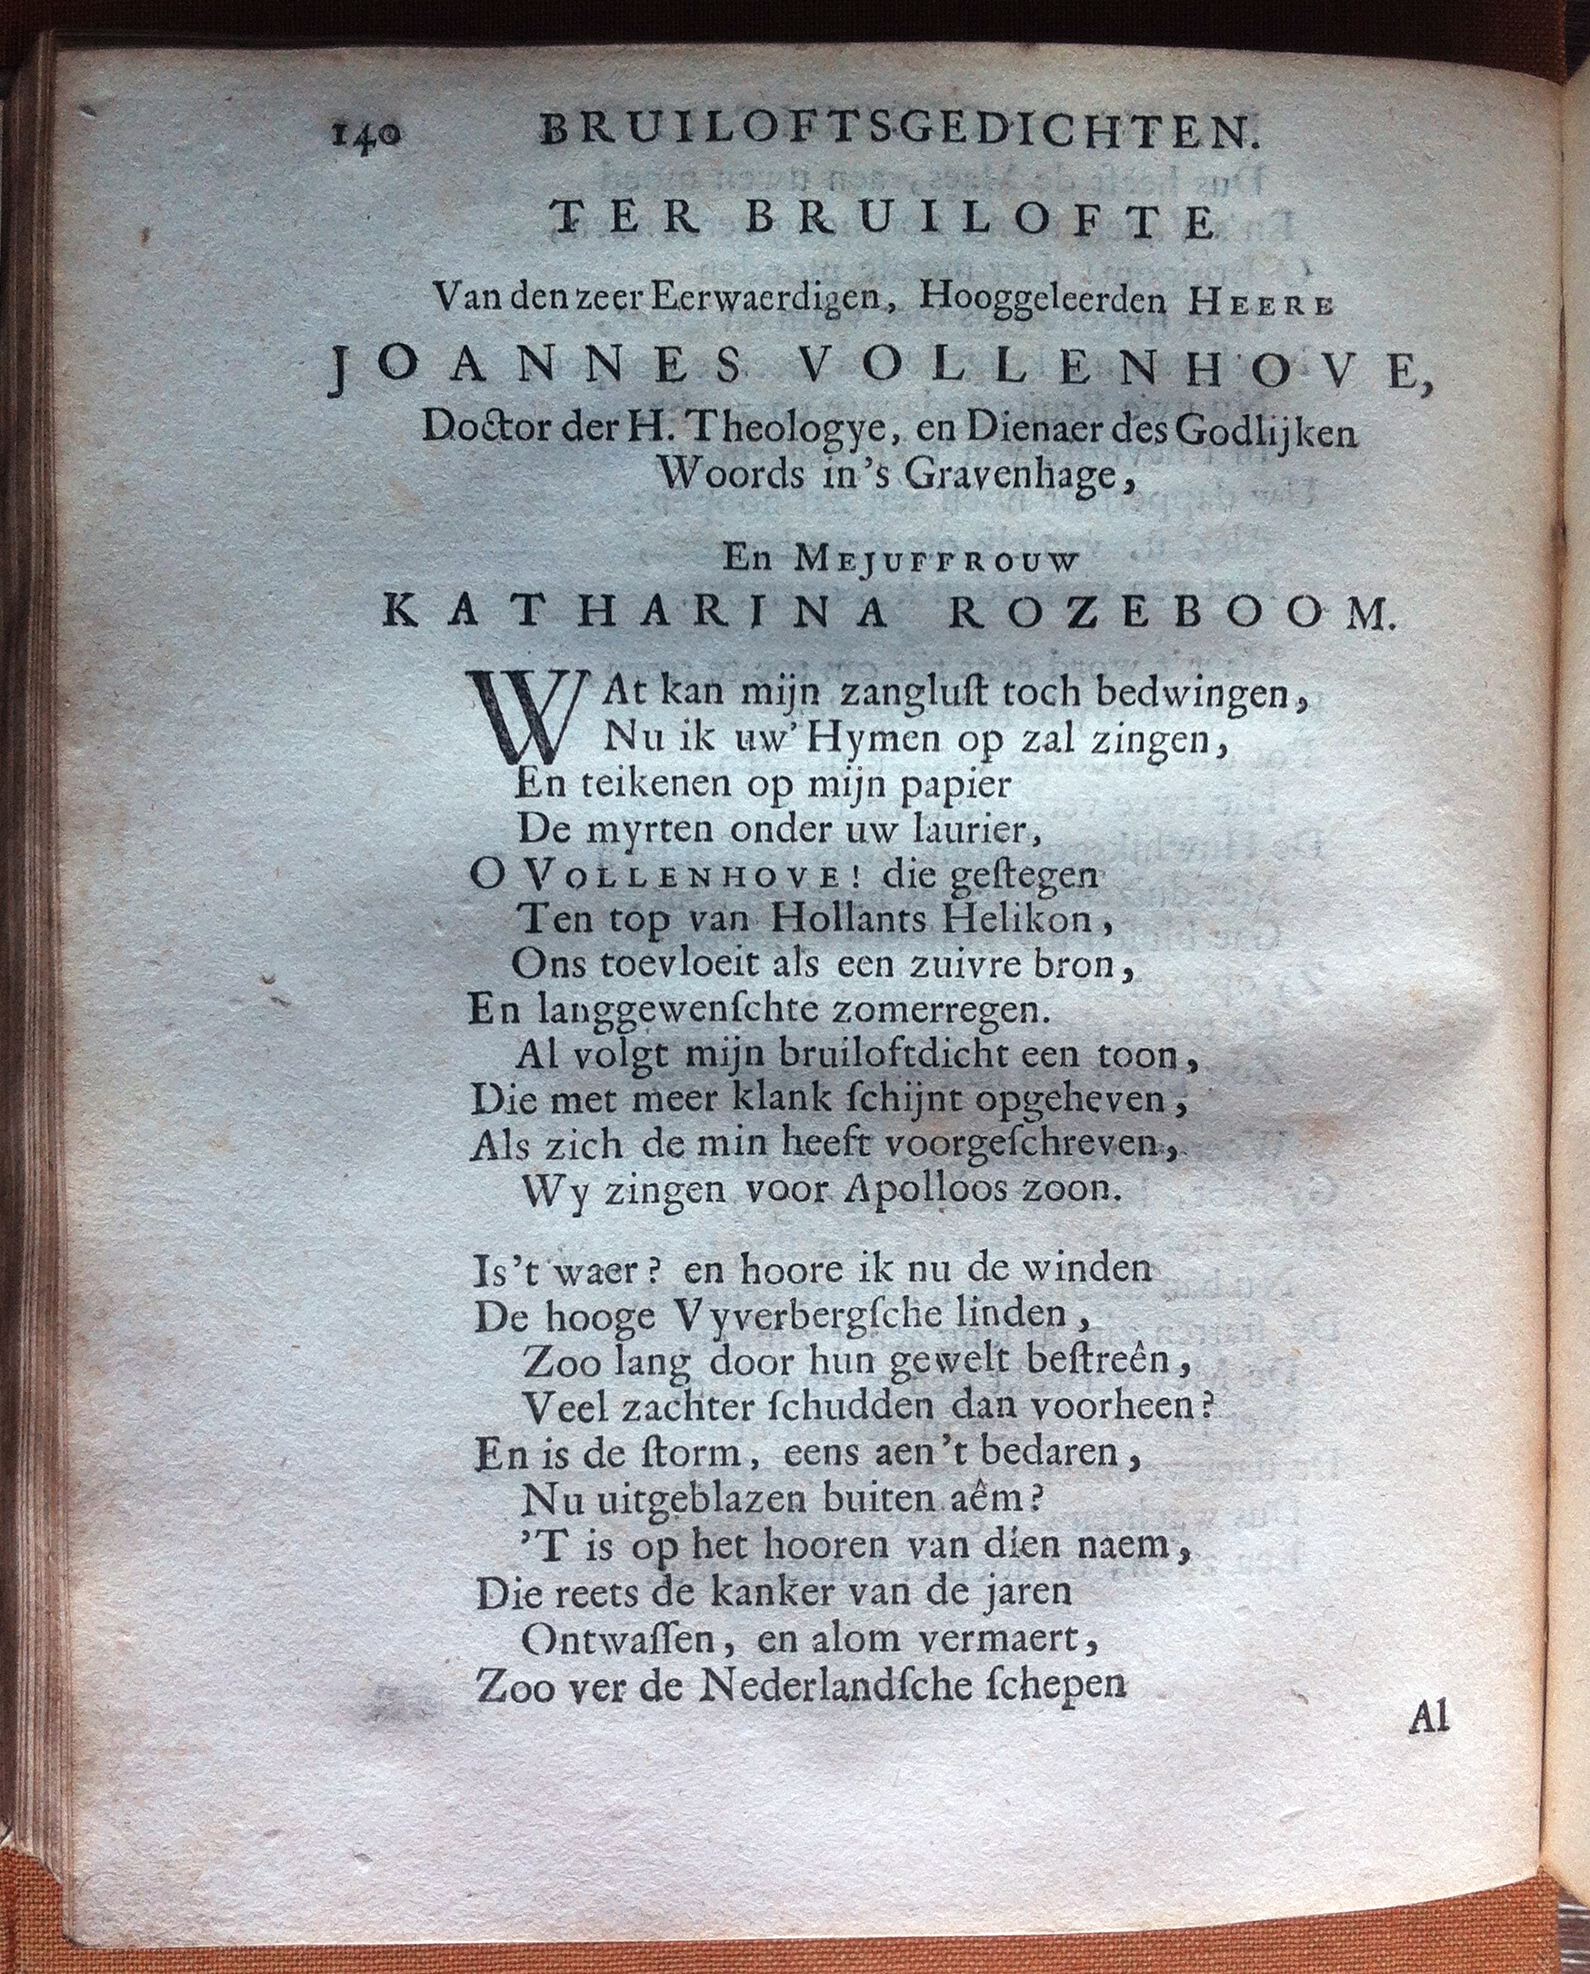 140 BRUILOFTSGEDICHTEN.
TER BRUILOFTE
Van den zeer Eerwaerdigen, Hooggeleerden HEERE
JOANNES VOLLENHOVE,
Doctor der H. Theologye, en Dienaer des Godlijken
Woords in's Gravenhage,
En MEJUFFROUW
KATHARINA ROZEBOOM.
WAt kan mijn zangluſt toch bedwingen,
Nu ik uw' Hymen op zal zingen,
En teikenen op mijn papier
De myrten onder uw laurier,
O VOLLENHOVE! die geſtegen
Ten top van Hollants Helikon,
Ons toevloeit als een zuivre bron,
En langgewenſchte zomerregen.
Al volgt mijn bruiloftdicht een toon,
Die met meer klank ſchijnt opgeheven,
Als zich de min heeft voorgeſchreven,
Wy zingen voor Apolloos zoon.
Is't waer? en hoore ik nu de winden
De hooge Vyverbergſche linden,
Zoo lang door hun gewelt beſtreên,
Veel zachter ſchudden dan voorheen?
En is de ſtorm, eens aen't bedaren,
Nu uitgeblazen buiten aêm?
'T is op het hooren van dien naem,
Die reets de kanker van de jaren
Ontwaſſen, en alom vermaert,
Zoo ver de Nederlandſche ſchepen
Al